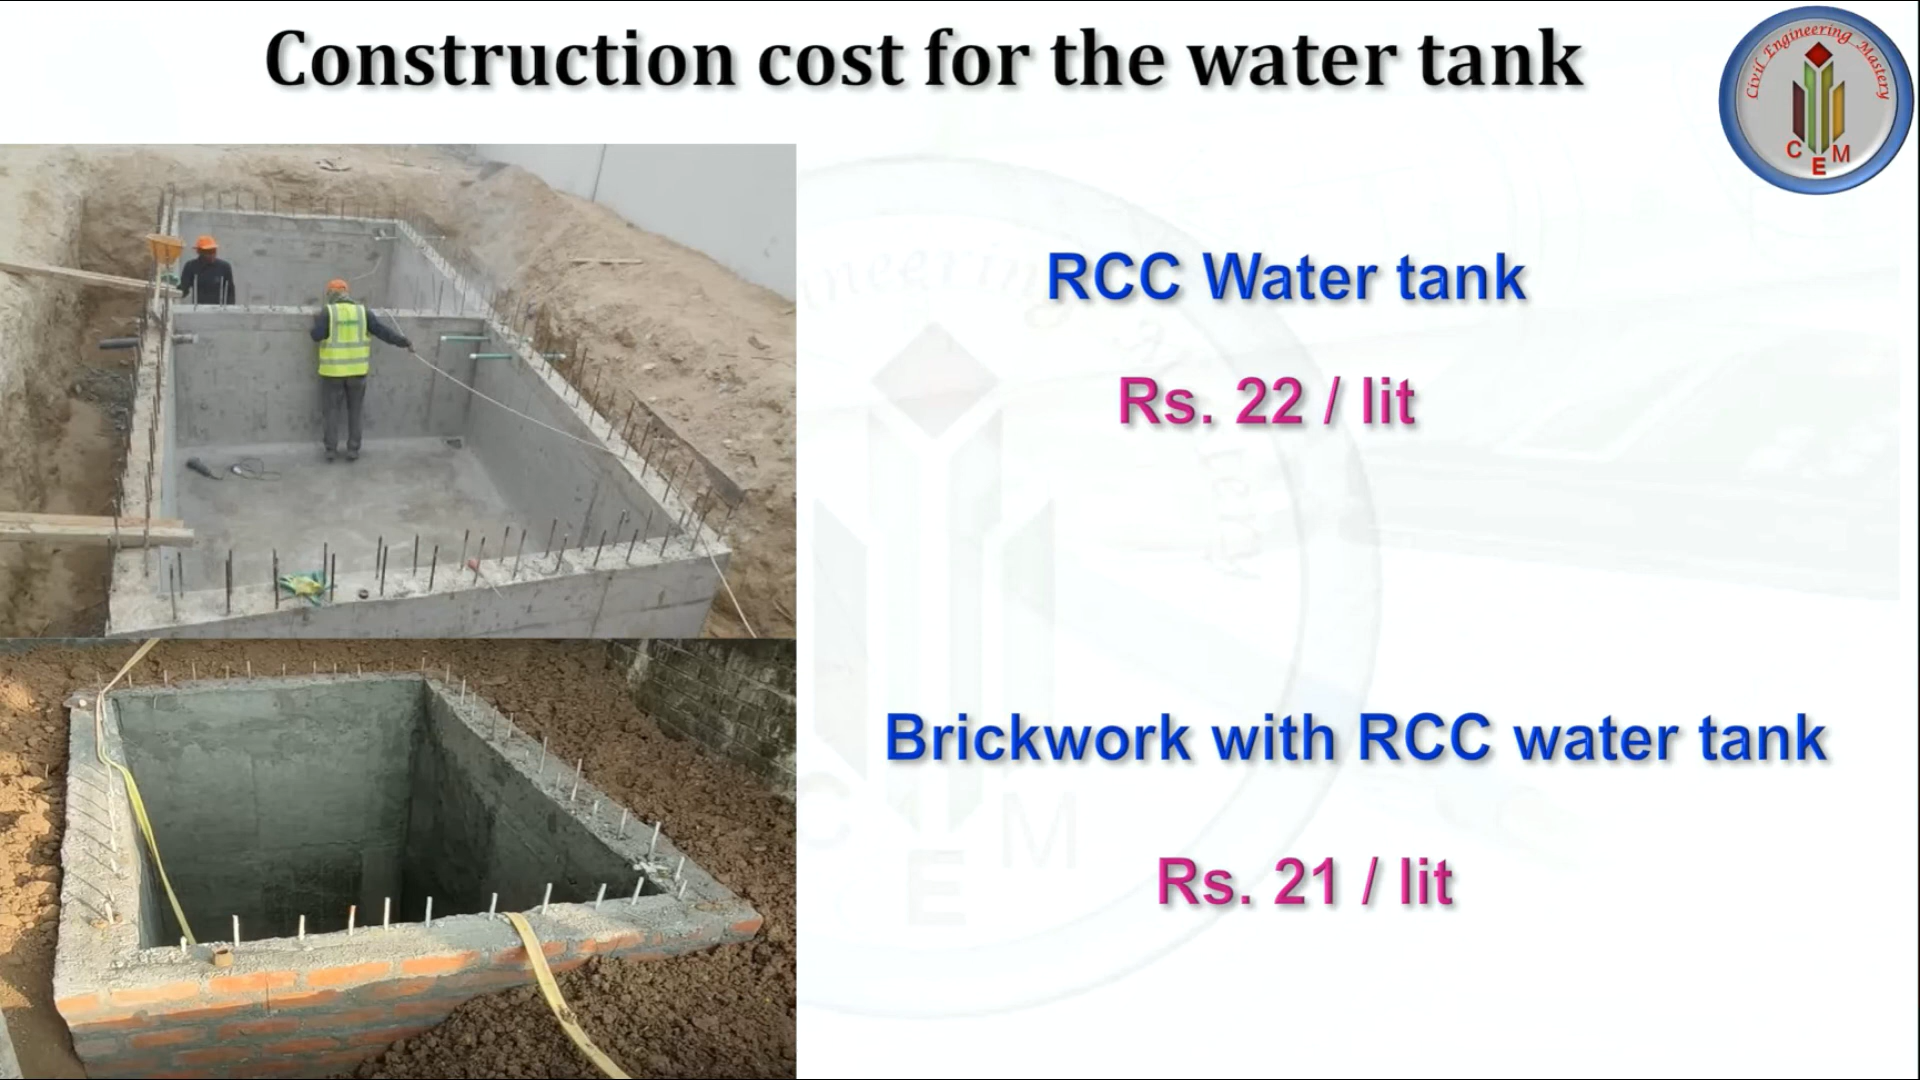 Construction cost for the water tank
Civil Engineering Mastery
C E M
RCC Water tank
Rs. 22 / lit
Brickwork with RCC water tank
Rs. 21 / lit